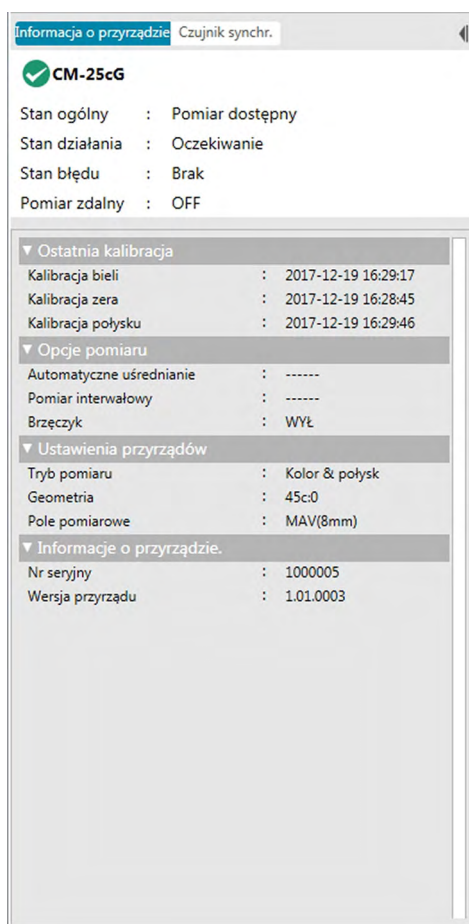 Informacja o przyrządzie Czujnik synchr.
CM-25cG
Stan ogólny : Pomiar dostępny
Stan działania : Oczekiwanie
Stan błędu : Brak
Pomiar zdalny : OFF
▼ Ostatnia kalibracja
Kalibracja bieli : 2017-12-19 16:29:17
Kalibracja zera : 2017-12-19 16:28:45
Kalibracja połysku : 2017-12-19 16:29:46
▼ Opcje pomiaru
Automatyczne uśrednianie : ------
Pomiar interwałowy : ------
Brzęczyk : WYŁ
▼ Ustawienia przyrządów
Tryb pomiaru : Kolor & połysk
Geometria : 45c:0
Pole pomiarowe : MAV(8mm)
▼ Informacje o przyrządzie.
Nr seryjny : 1000005
Wersja przyrządu : 1.01.0003